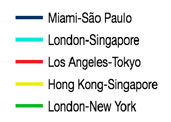 Miami-São Paulo
London-Singapore
Los Angeles-Tokyo
Hong Kong-Singapore
London-New York